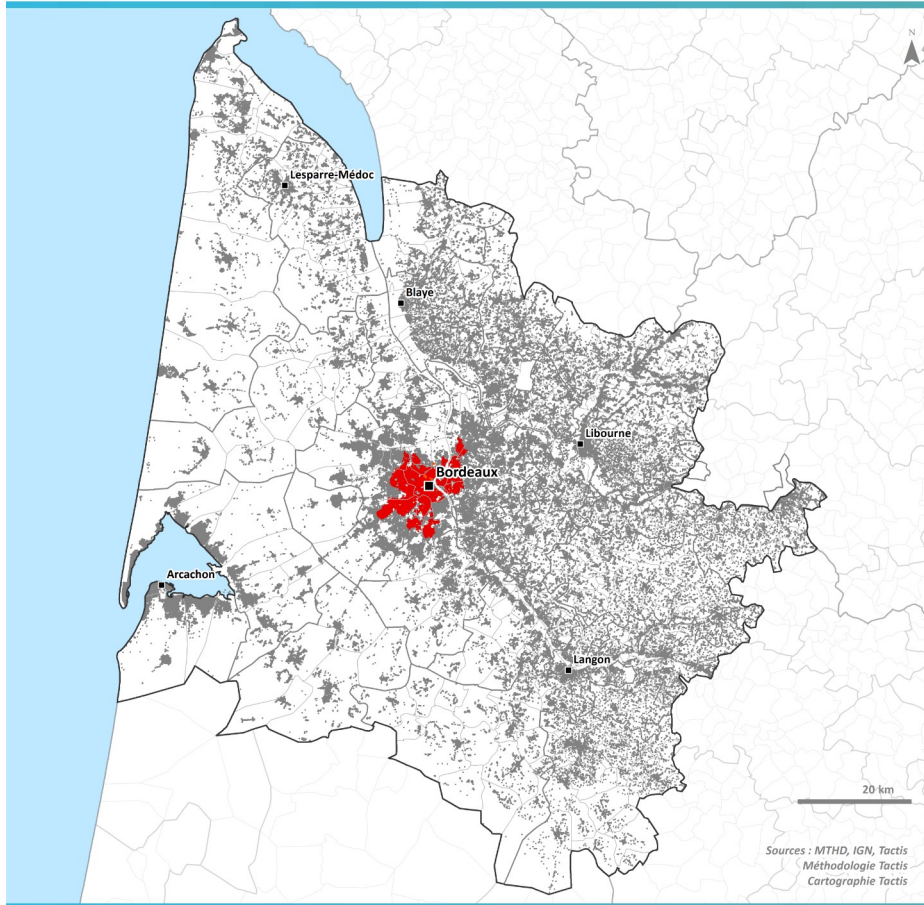 N
Lesparre-Médoc
Blaye
Libourne
Bordeaux
Arcachon
Langon
20 km
Sources : MTHD, IGN, Tactis
Méthodologie Tactis
Cartographie Tactis